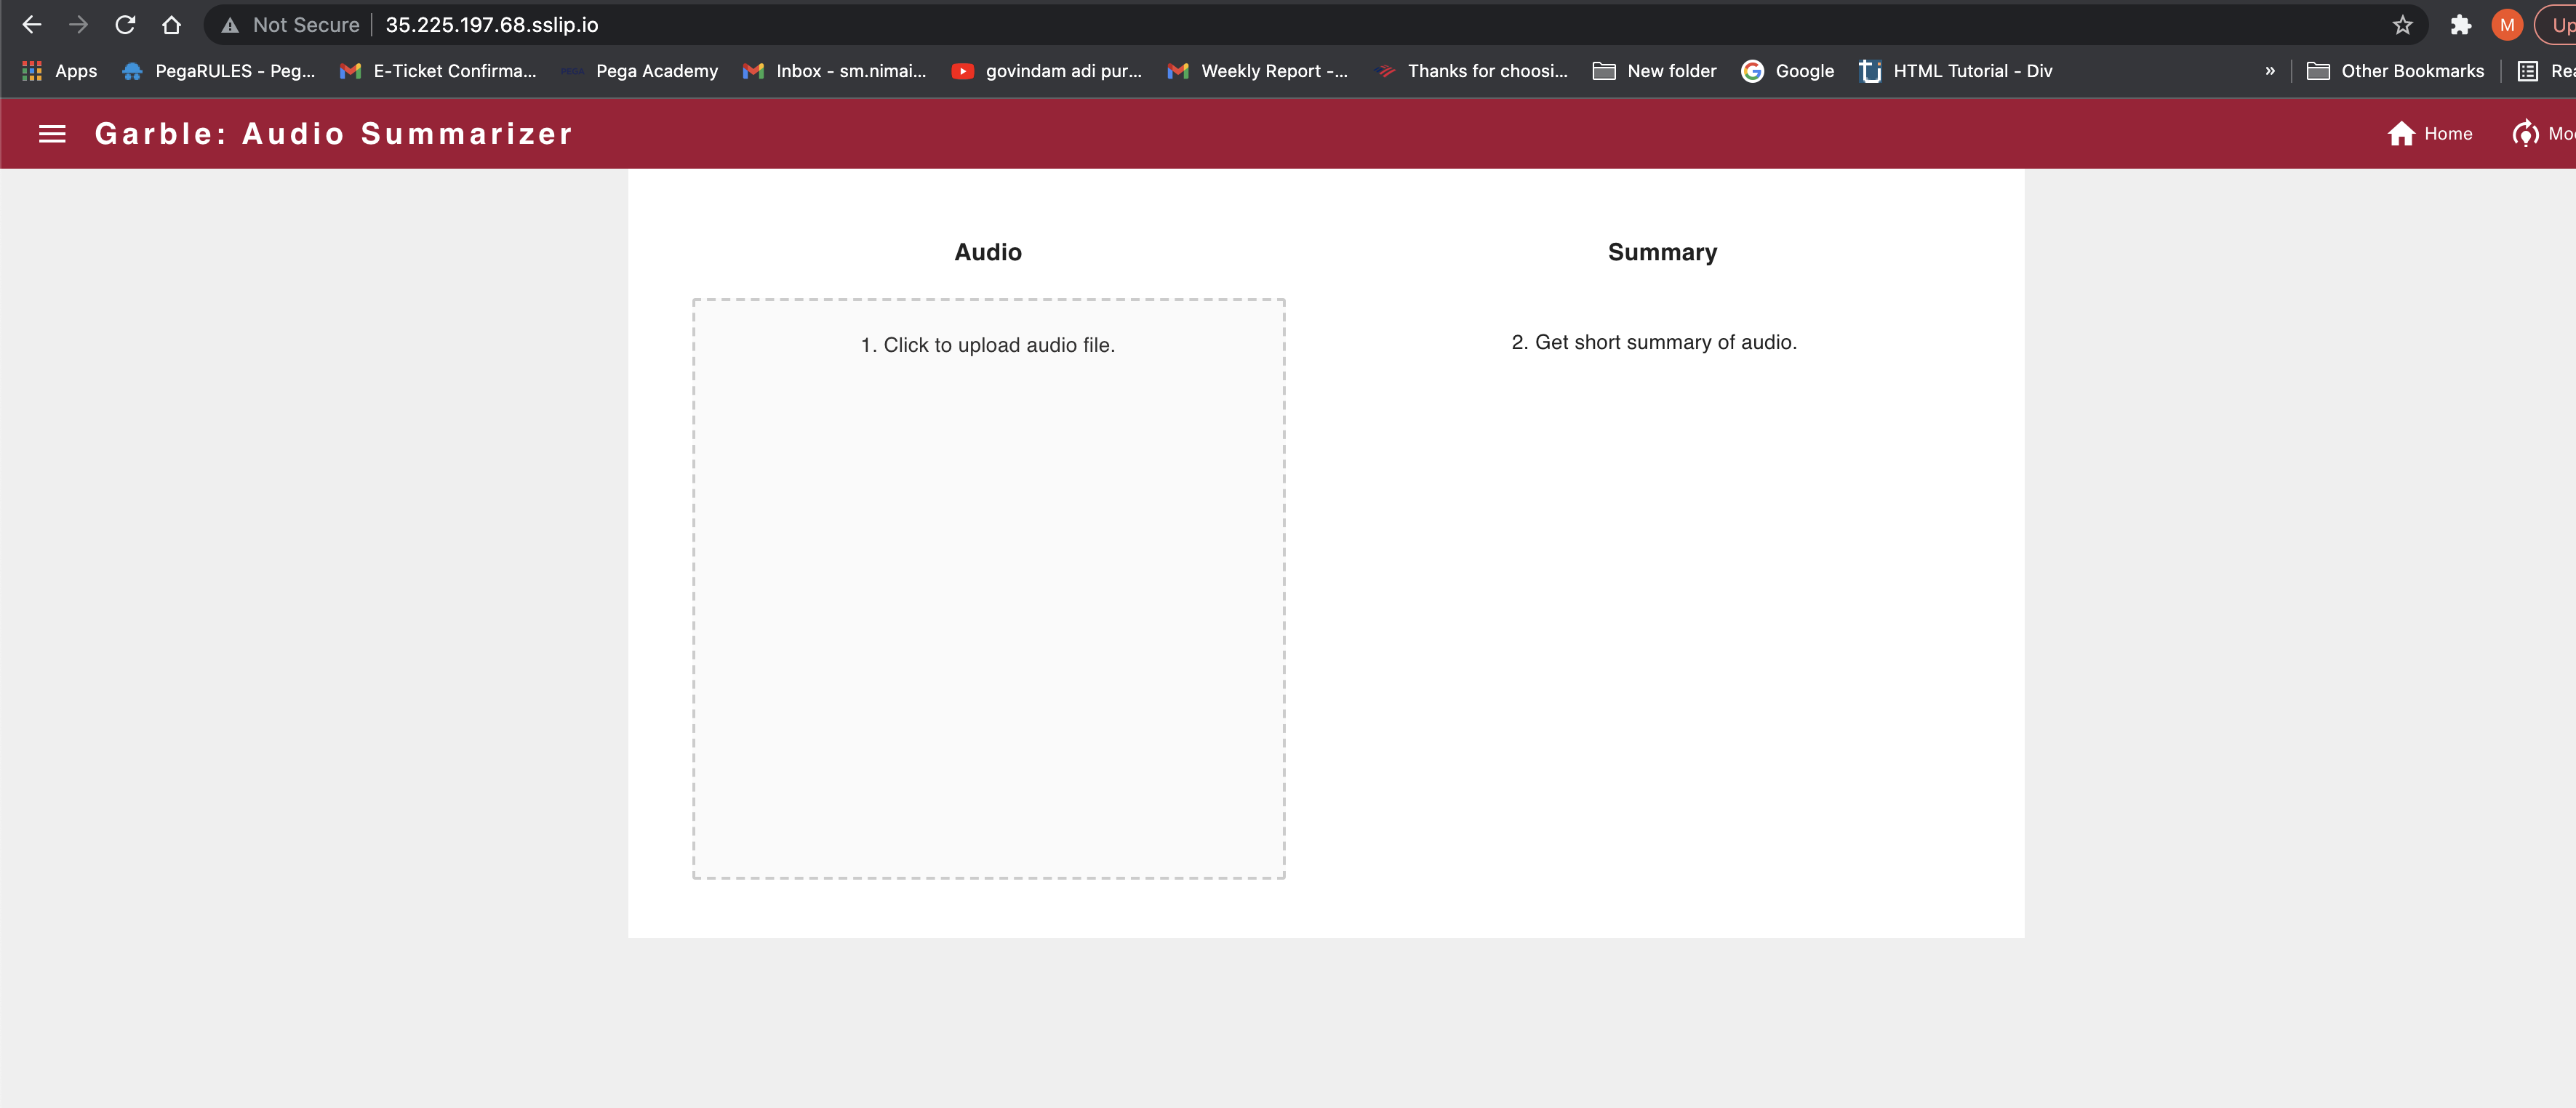 Not Secure 35.225.197.68.sslip.io M Up
Apps PegaRULES - Peg... E-Ticket Confirma... PEGA Pega Academy Inbox - sm.nimai... govindam adi pur... Weekly Report -... Thanks for choosi... New folder Google HTML Tutorial - Div » Other Bookmarks Rea
Garble: Audio Summarizer Home Mo
Audio Summary
1. Click to upload audio file. 2. Get short summary of audio.